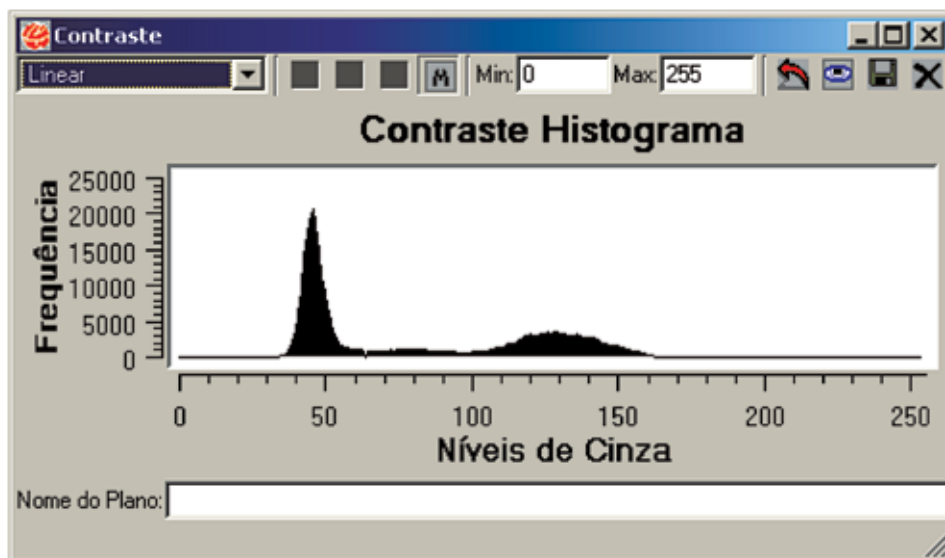 Contraste
Linear M Min: 0 Max: 255
Contraste Histograma
Frequência
25000
20000
15000
10000
5000
0
0 50 100 150 200 250
Níveis de Cinza
Nome do Plano: